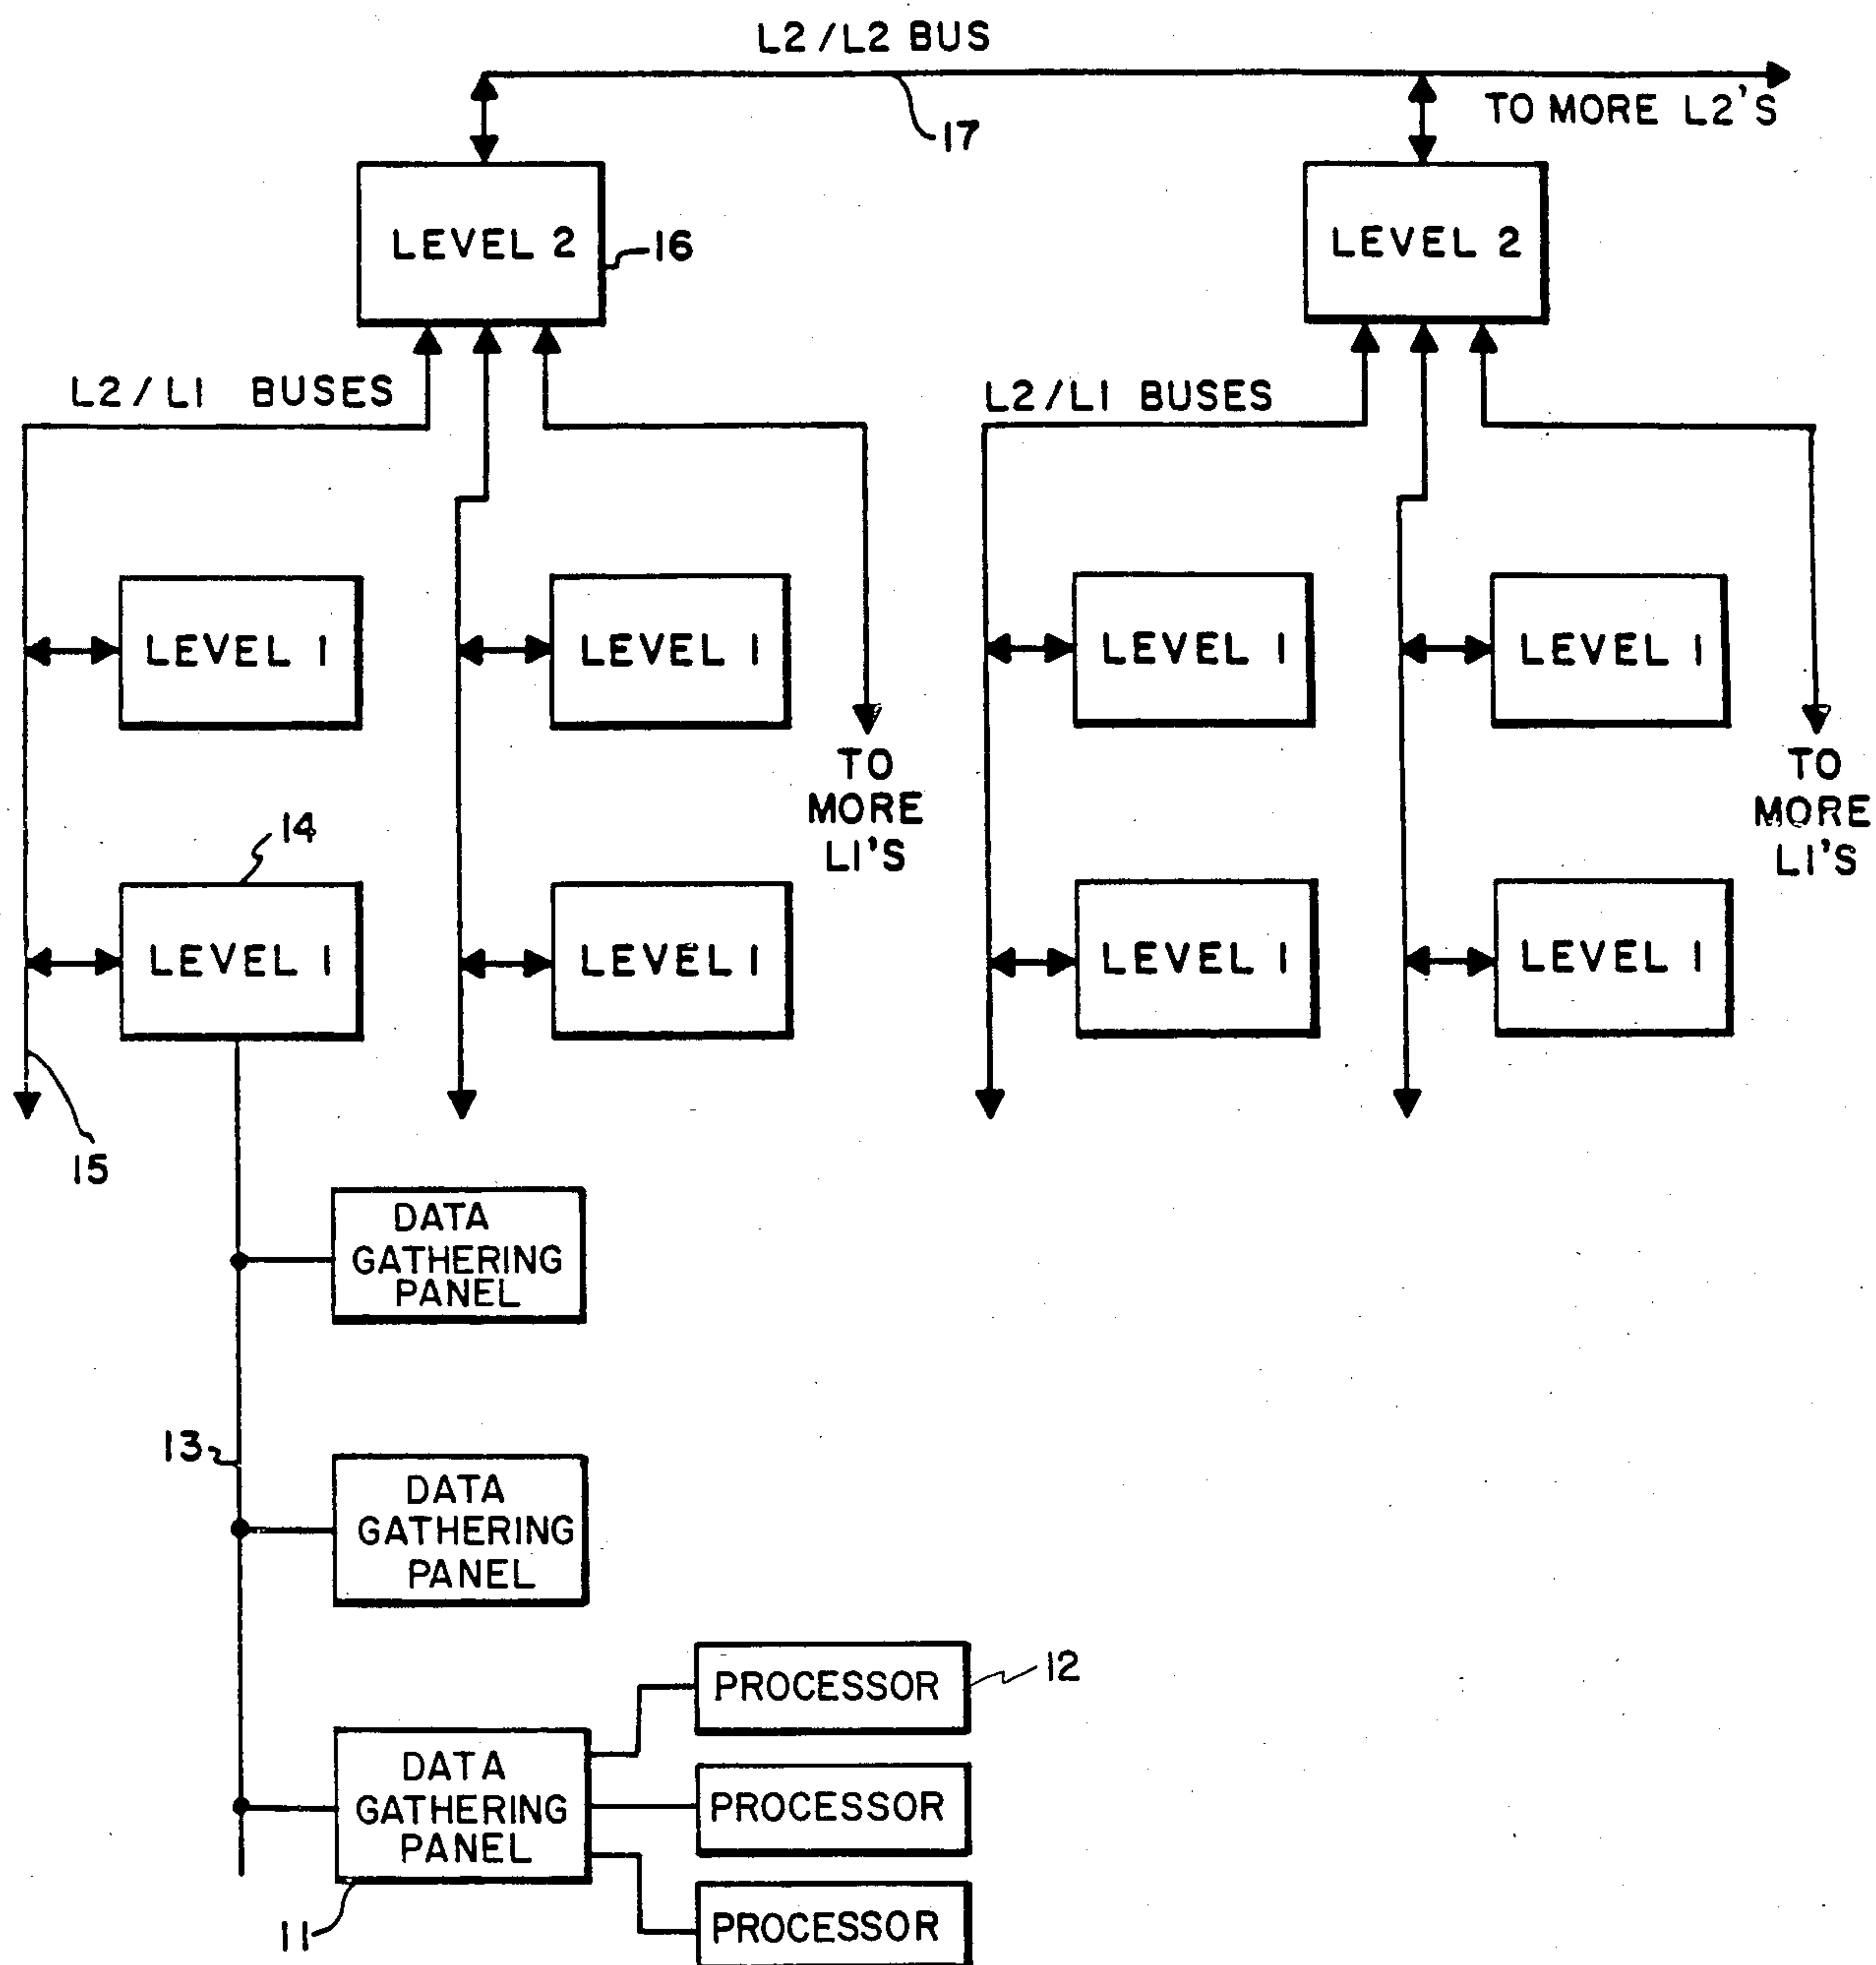 L2/L2 BUS
TO MORE L2'S
17
LEVEL 2
16
LEVEL 2
L2/L1 BUSES
L2/L1 BUSES
LEVEL 1
LEVEL 1
LEVEL 1
LEVEL 1
TO
MORE
L1'S
TO
MORE
L1'S
14
LEVEL 1
LEVEL 1
LEVEL 1
LEVEL 1
15
DATA
GATHERING
PANEL
13
DATA
GATHERING
PANEL
PROCESSOR
12
DATA
GATHERING
PANEL
PROCESSOR
11
PROCESSOR